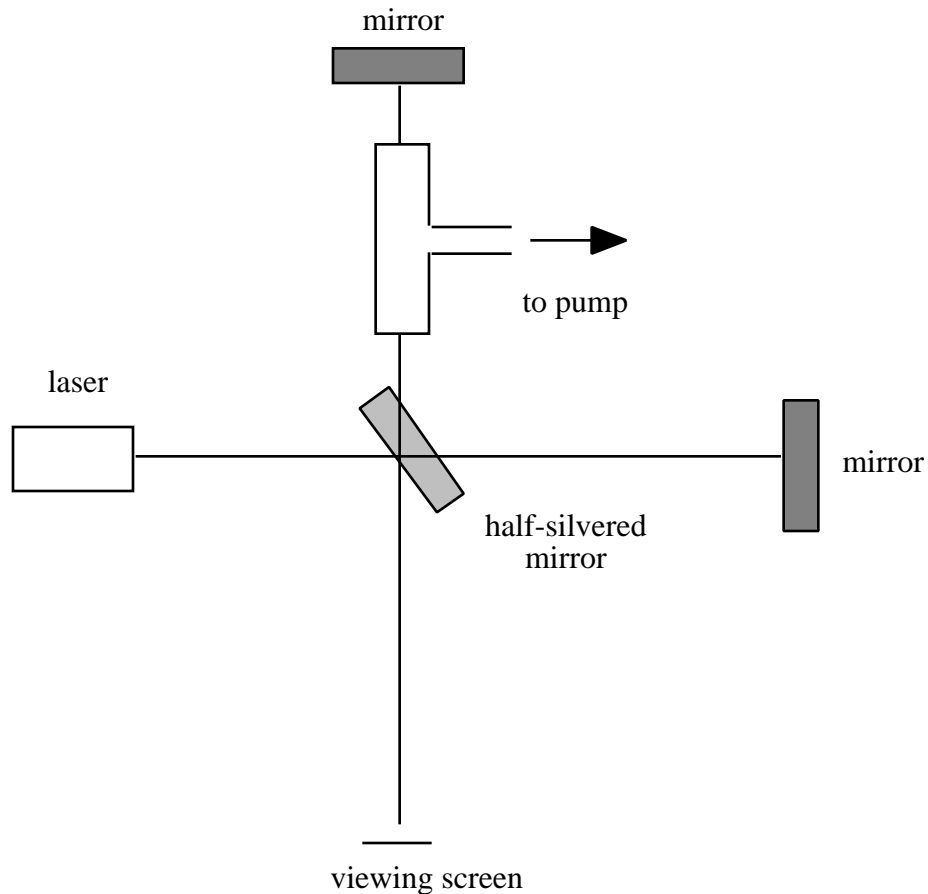 mirror
to pump
laser
mirror
half-silvered
mirror
viewing screen